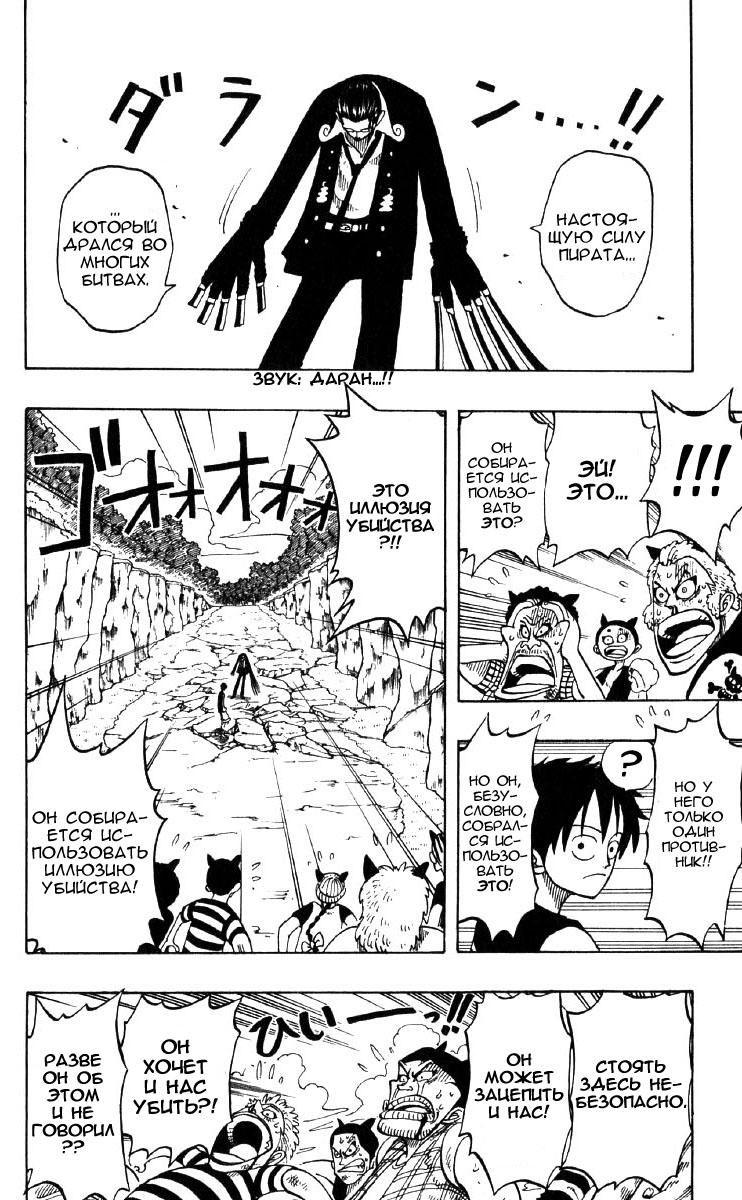 ダラン....!!
НАСТОЯ-
ЩУЮ СИЛУ
ПИРАТА...
...
КОТОРЫЙ
ДРАЛСЯ ВО
МНОГИХ
БИТВАХ.
ЗВУК: ДАРАН...!!
!!!
ЭЙ!
ЭТО...
ОН
СОБИРА-
ЕТСЯ ИС-
ПОЛЬЗО-
ВАТЬ
ЭТО?
НО У
НЕГО
ТОЛЬКО
ОДИН
ПРОТИВ-
НИК!!
?
НО ОН,
БЕЗУ-
СЛОВНО,
СОБРАЛ-
СЯ ИС-
ПОЛЬЗО-
ВАТЬ
ЭТО!
ЭТО
ИЛЛЮЗИЯ
УБИЙСТВА
?!!
ゴオオオオオ
ОН СОБИРА-
ЕТСЯ ИС-
ПОЛЬЗОВАТЬ
ИЛЛЮЗИЮ
УБИЙСТВА!
СТОЯТЬ
ЗДЕСЬ НЕ-
БЕЗОПАСНО.
ОН
МОЖЕТ
ЗАЦЕПИТЬ
И НАС!
ひいーっ!!
ОН
ХОЧЕТ
И НАС
УБИТЬ?!
РАЗВЕ
ОН ОБ
ЭТОМ
И НЕ
ГОВОРИЛ
??